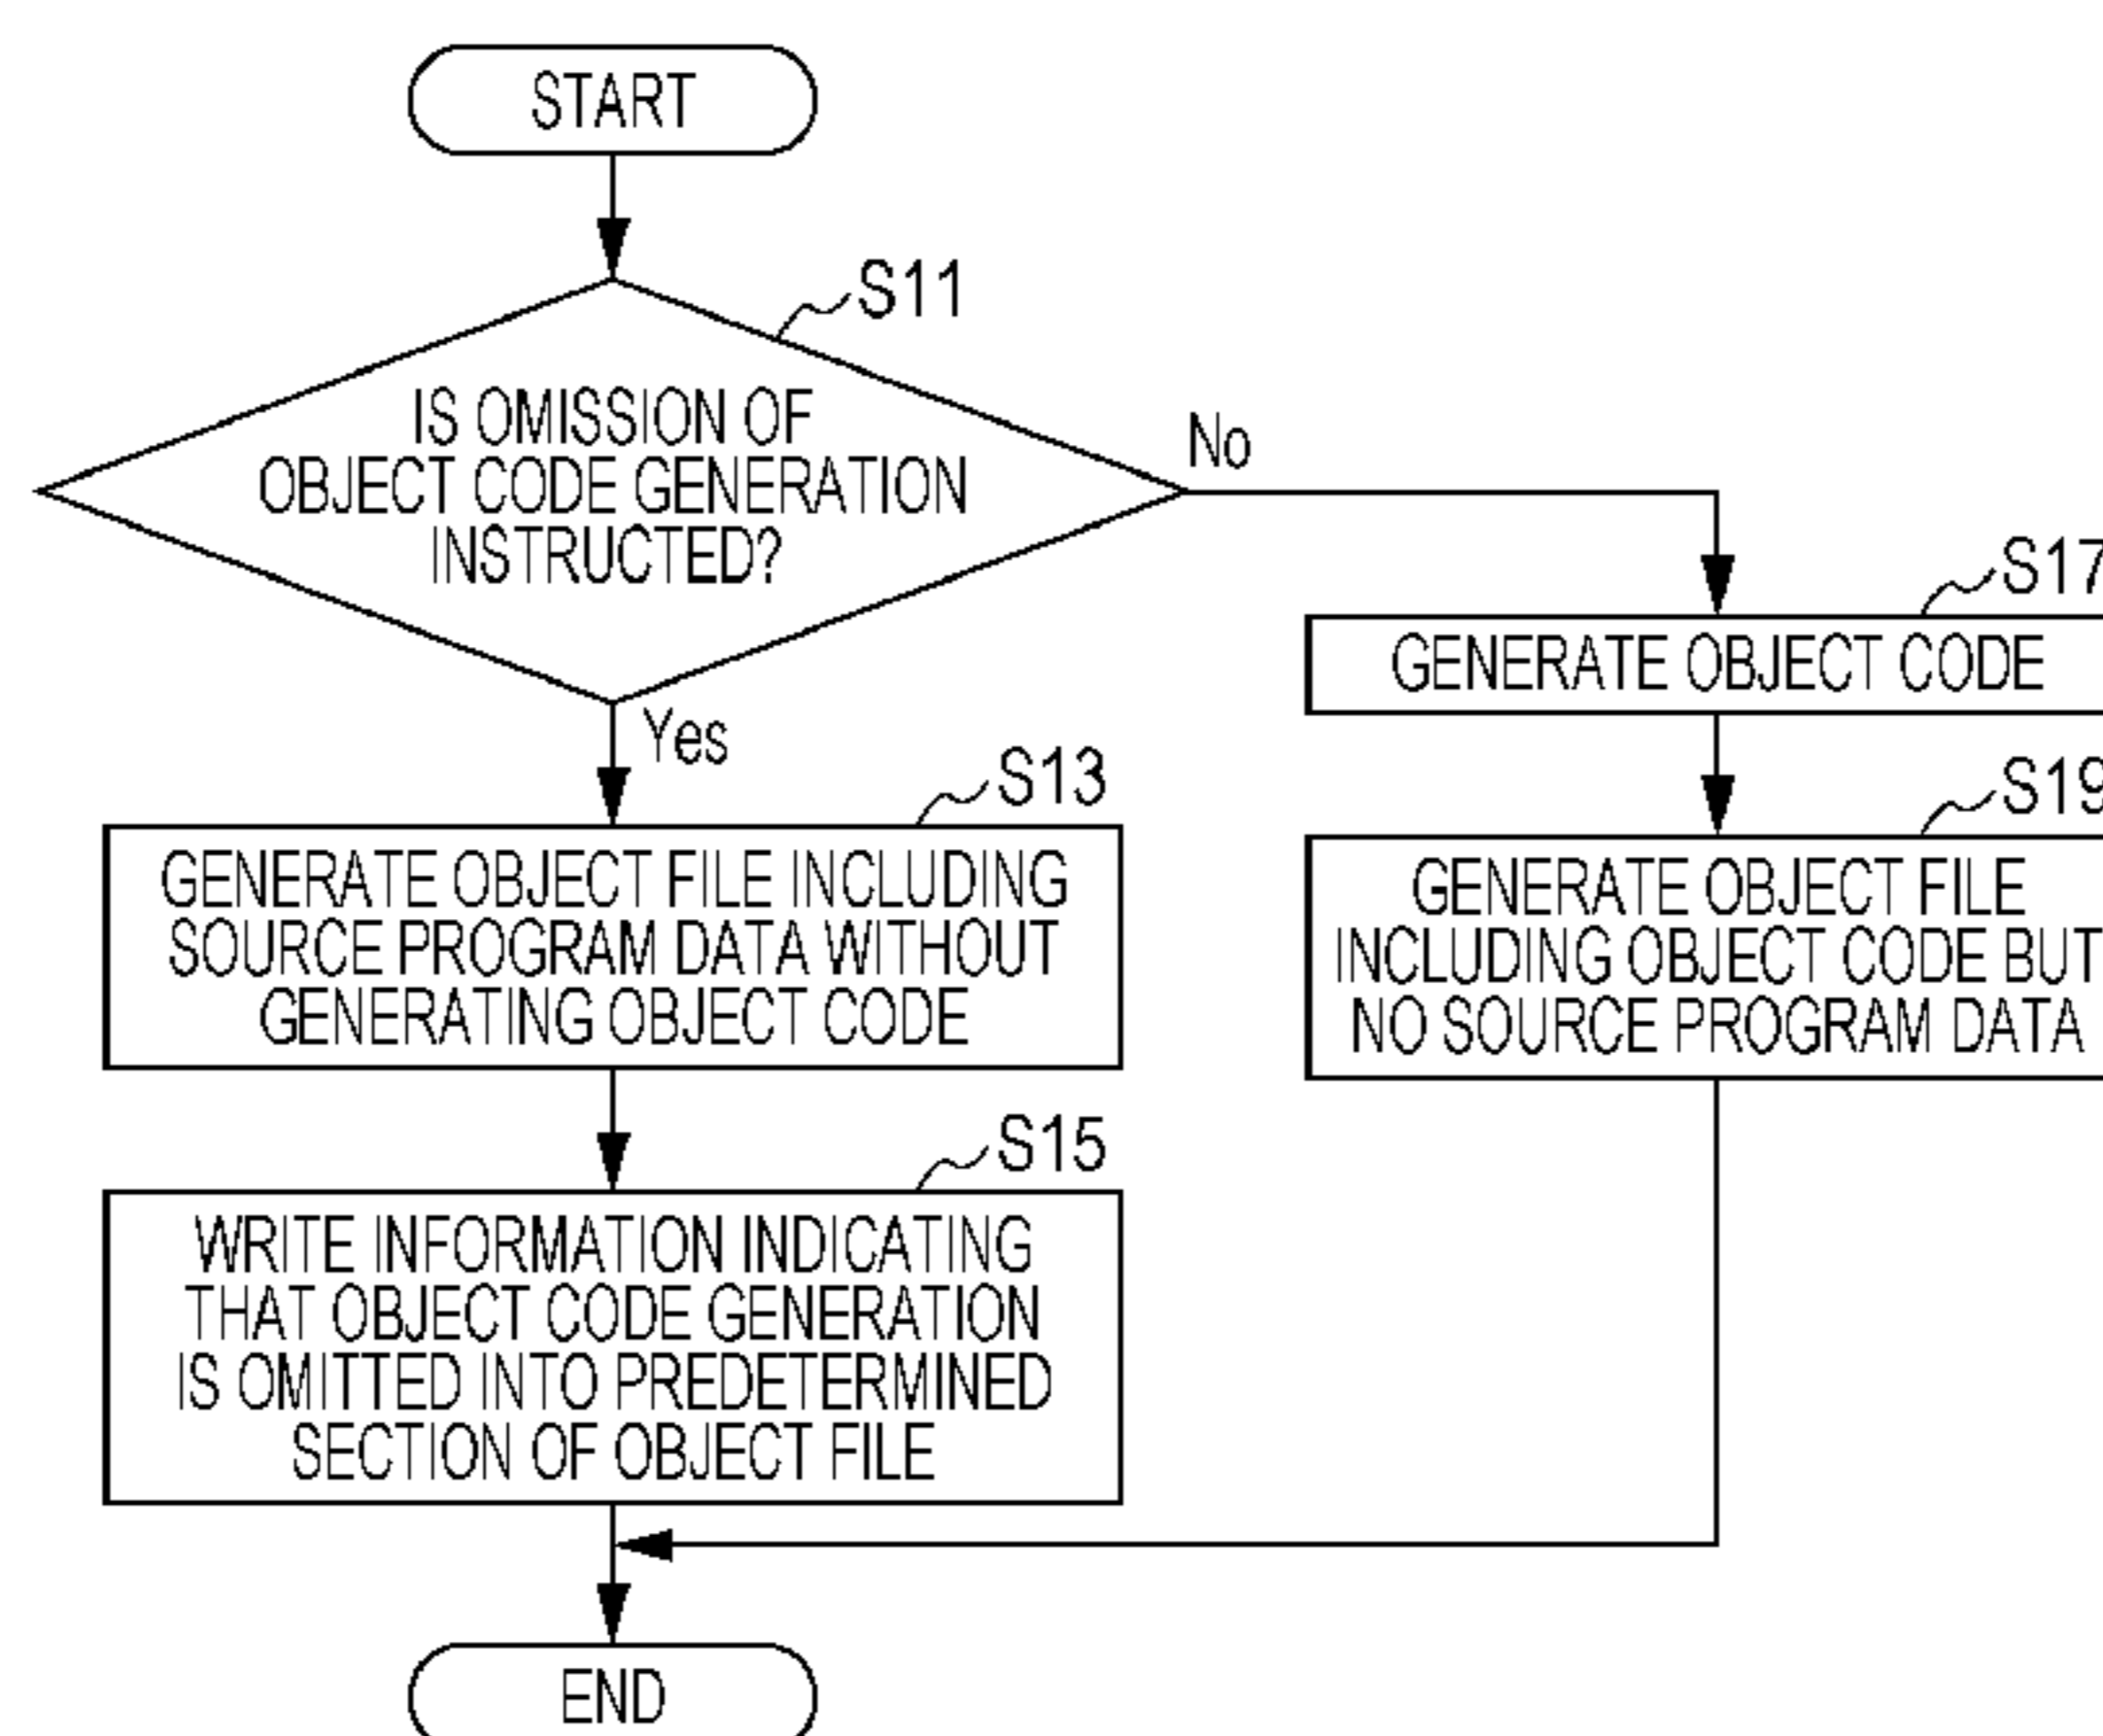 START
S11
IS OMISSION OF
OBJECT CODE GENERATION
INSTRUCTED?
No
Yes
S17
GENERATE OBJECT CODE
S13
GENERATE OBJECT FILE INCLUDING
SOURCE PROGRAM DATA WITHOUT
GENERATING OBJECT CODE
S19
GENERATE OBJECT FILE
INCLUDING OBJECT CODE BUT
NO SOURCE PROGRAM DATA
S15
WRITE INFORMATION INDICATING
THAT OBJECT CODE GENERATION
IS OMITTED INTO PREDETERMINED
SECTION OF OBJECT FILE
END